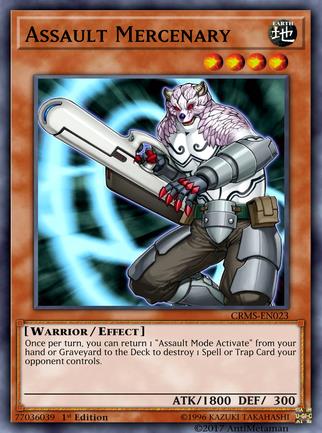 ASSAULT MERCENARY
EARTH
地
CRMS-EN023
[WARRIOR / EFFECT]
Once per turn, you can return 1 "Assault Mode Activate" from
your hand or Graveyard to the Deck to destroy 1 Spell or Trap Card your
opponent controls.
ATK/1800 DEF/ 300
77036039 1st Edition ©1996 KAZUKI TAKAHASHI
©2017 AntiMetaman